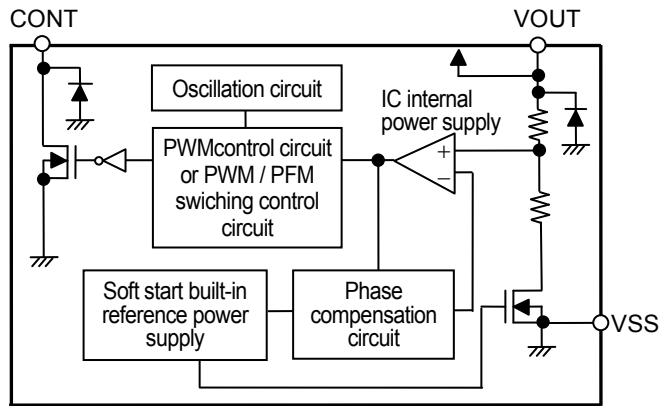 CONT
VOUT
Oscillation circuit
IC internal
power supply
PWMcontrol circuit
or PWM / PFM
swiching control
circuit
+
−
Soft start built-in
reference power
supply
Phase
compensation
circuit
VSS